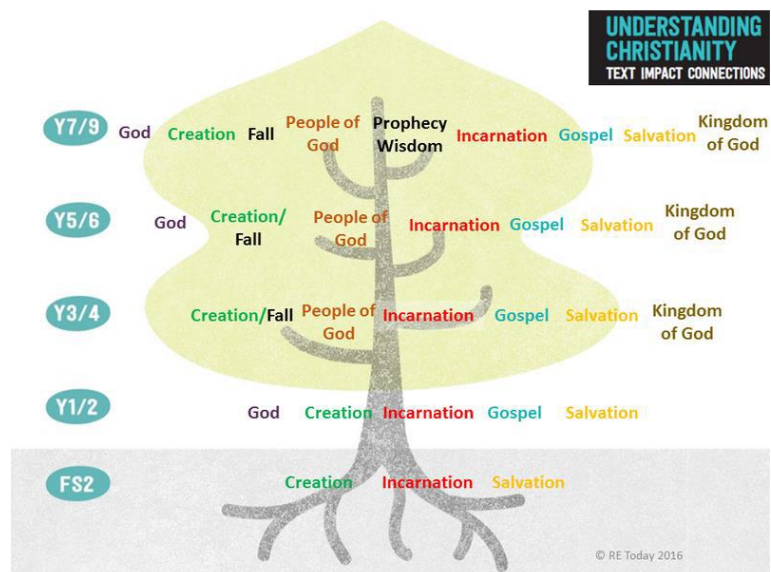 UNDERSTANDING
CHRISTIANITY
TEXT IMPACT CONNECTIONS
Y7/9 God Creation Fall People of God Prophecy Wisdom Incarnation Gospel Salvation Kingdom of God
Y5/6 God Creation/ Fall People of God Incarnation Gospel Salvation Kingdom of God
Y3/4 Creation/Fall People of God Incarnation Gospel Salvation Kingdom of God
Y1/2 God Creation Incarnation Gospel Salvation
FS2 Creation Incarnation Salvation
© RE Today 2016